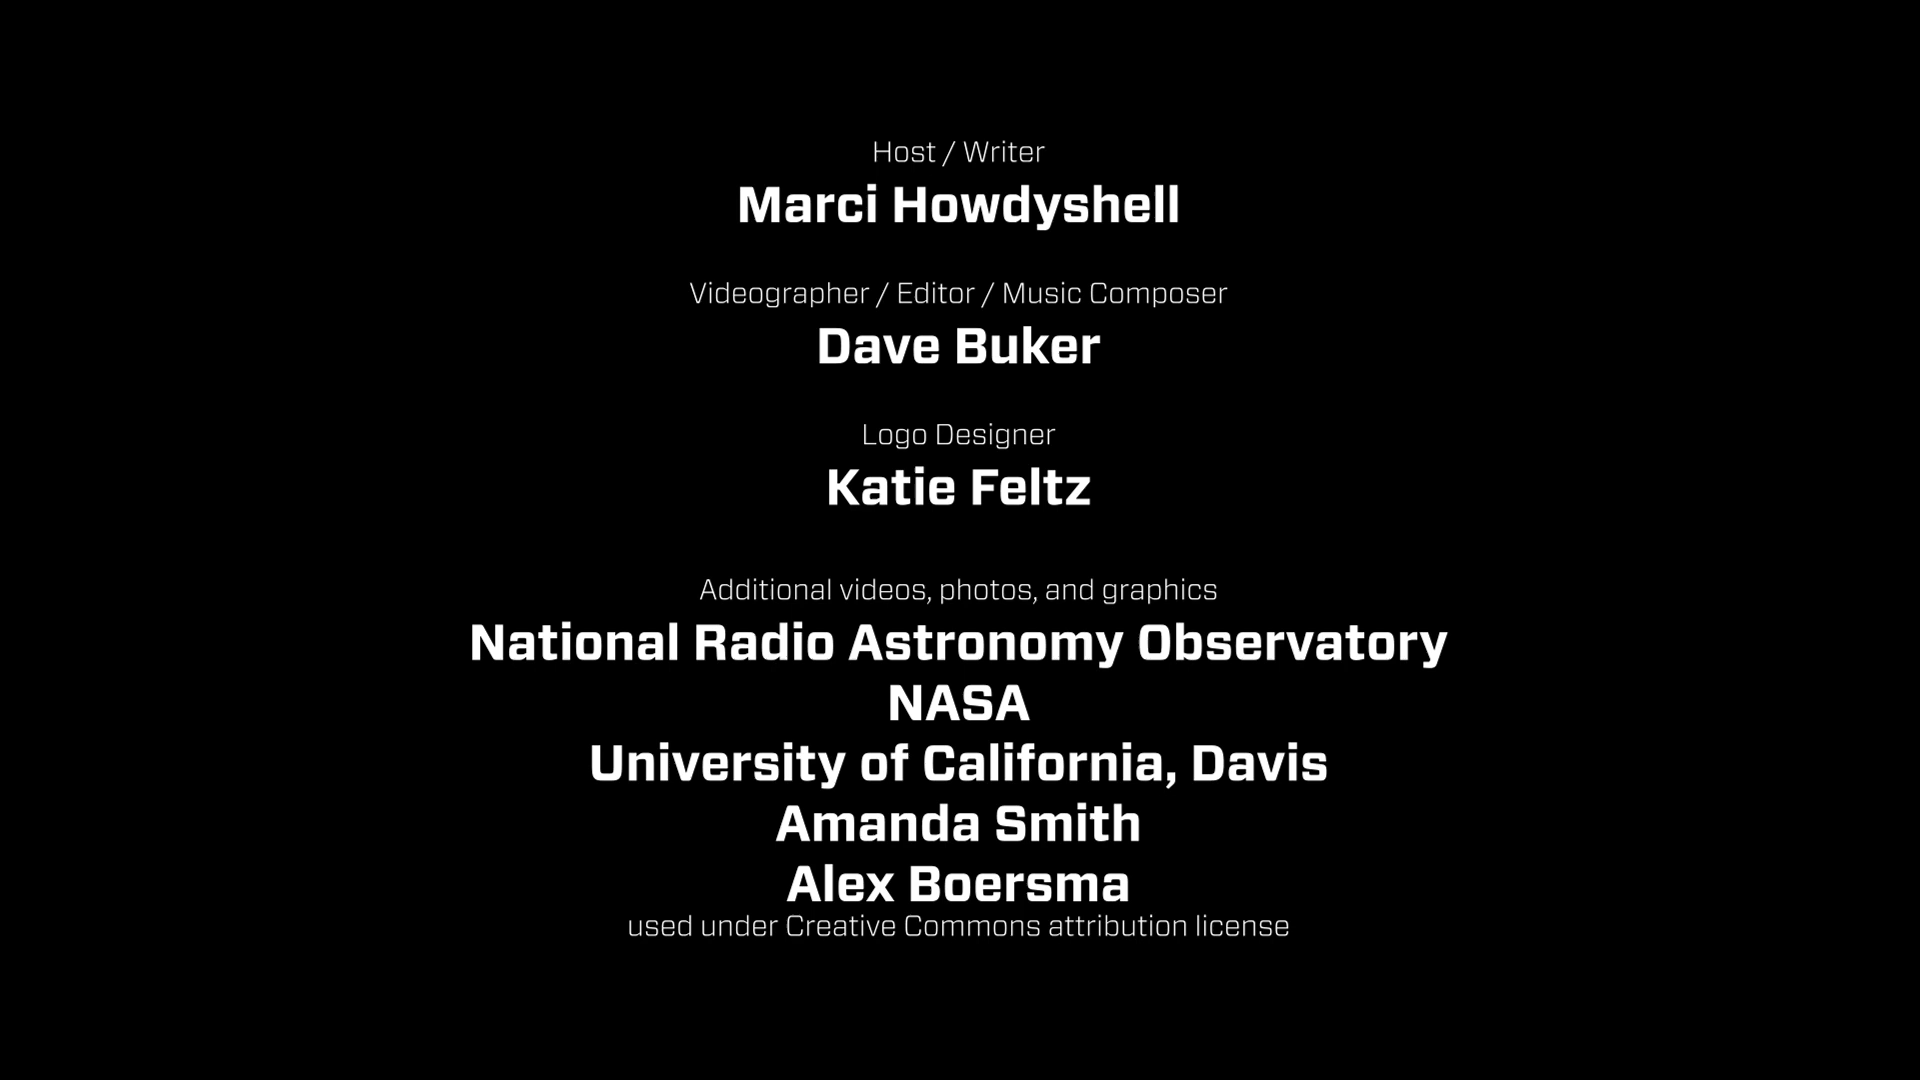 Host / Writer
Marci Howdyshell
Videographer / Editor / Music Composer
Dave Buker
Logo Designer
Katie Feltz
Additional videos, photos, and graphics
National Radio Astronomy Observatory
NASA
University of California, Davis
Amanda Smith
Alex Boersma
used under Creative Commons attribution license